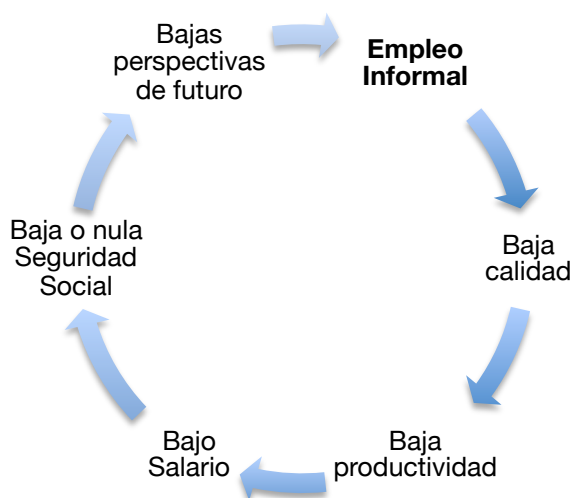 Empleo
Informal
Baja
calidad
Baja
productividad
Bajo
Salario
Baja o nula
Seguridad
Social
Bajas
perspectivas
de futuro